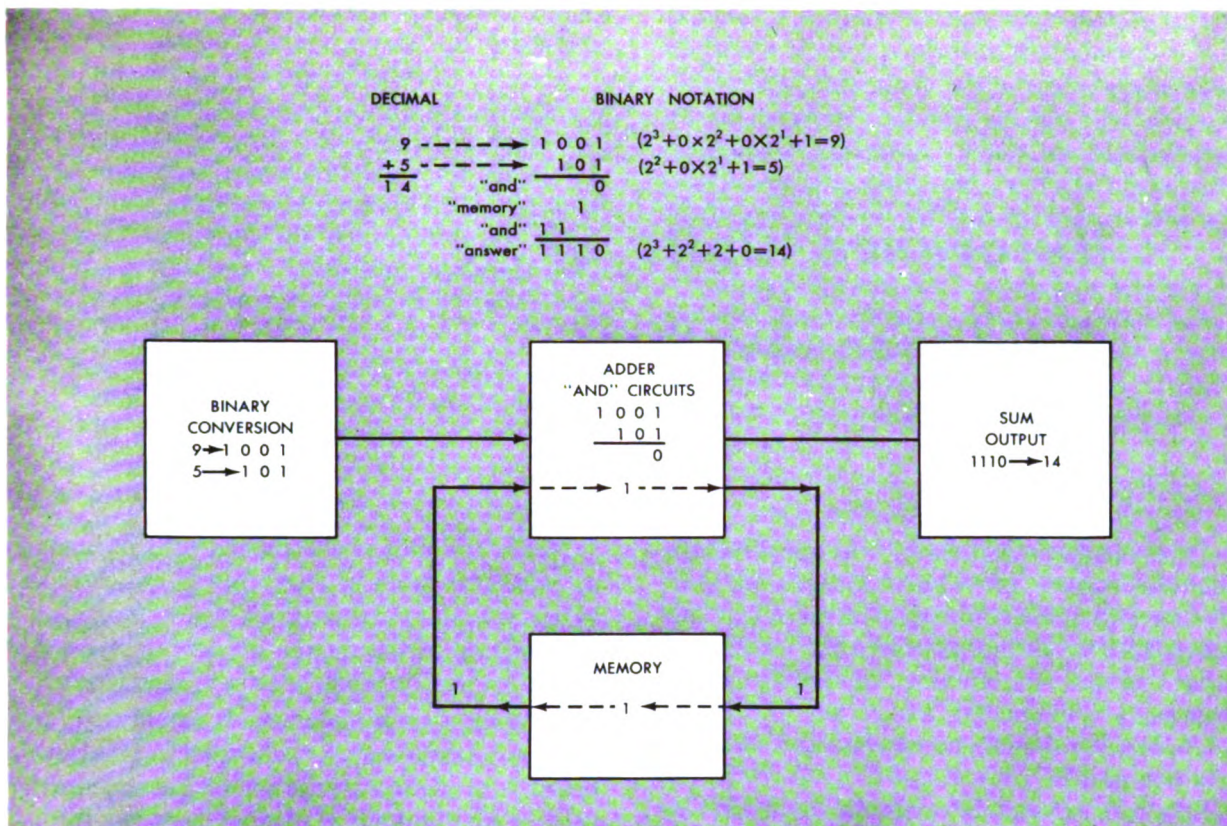 DECIMAL BINARY NOTATION
9 1 0 0 1 (2³+0×2²+0×2¹+1=9)
+5 1 0 1 (2²+0×2¹+1=5)
1 4 "and" 0
"memory" 1
"and" 1 1
"answer" 1 1 1 0 (2³+2²+2+0=14)
BINARY
CONVERSION
9→1 0 0 1
5→1 0 1
ADDER
"AND" CIRCUITS
1 0 0 1
1 0 1
0
1
SUM
OUTPUT
1110→14
MEMORY
1
1
1